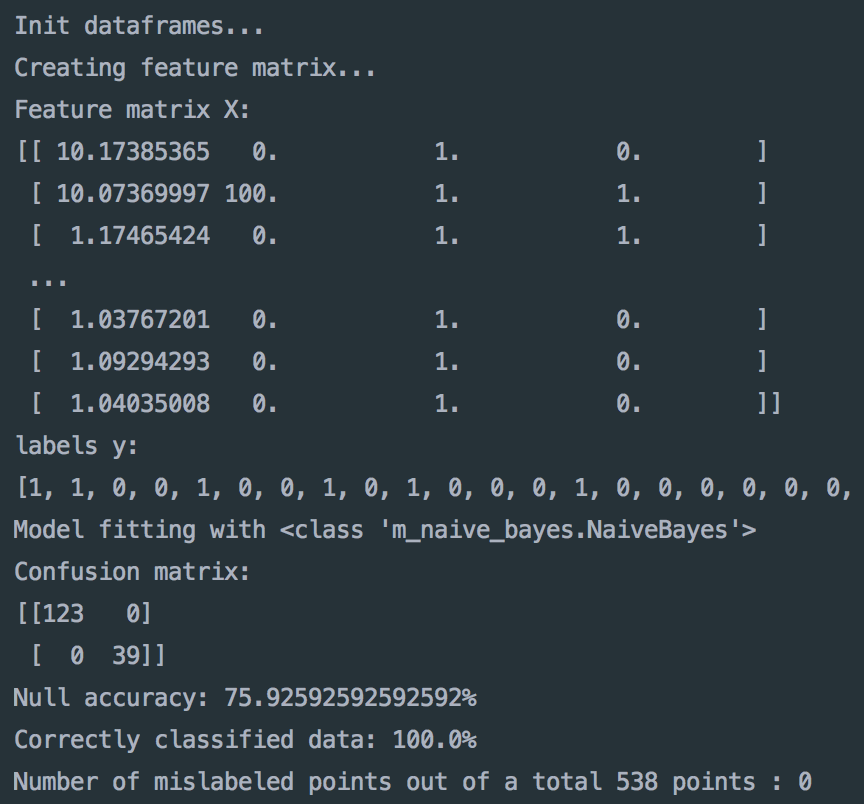 Init dataframes...
Creating feature matrix...
Feature matrix X:
[[ 10.17385365   0.           1.           0.        ]
 [ 10.07369997 100.           1.           1.        ]
 [  1.17465424   0.           1.           1.        ]
 ...
 [  1.03767201   0.           1.           0.        ]
 [  1.09294293   0.           1.           0.        ]
 [  1.04035008   0.           1.           0.        ]]
labels y:
[1, 1, 0, 0, 1, 0, 0, 1, 0, 1, 0, 0, 0, 1, 0, 0, 0, 0, 0, 0,
Model fitting with <class 'm_naive_bayes.NaiveBayes'>
Confusion matrix:
[[123   0]
 [  0  39]]
Null accuracy: 75.92592592592592%
Correctly classified data: 100.0%
Number of mislabeled points out of a total 538 points : 0